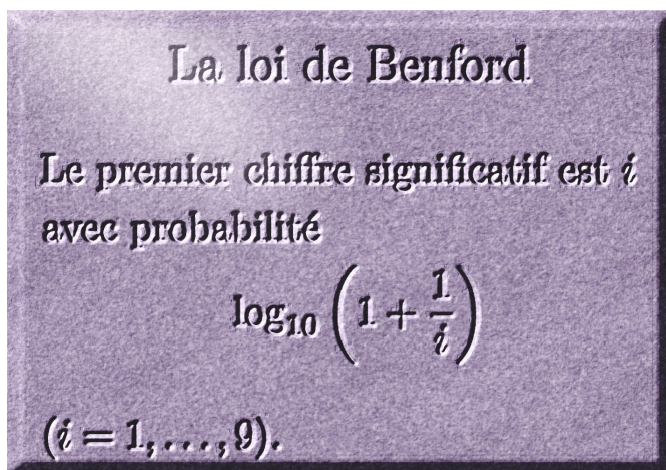 La loi de Benford
Le premier chiffre significatif est i
avec probabilité
log₁₀ (1 + 1/i)
(i = 1, . . . , 9).